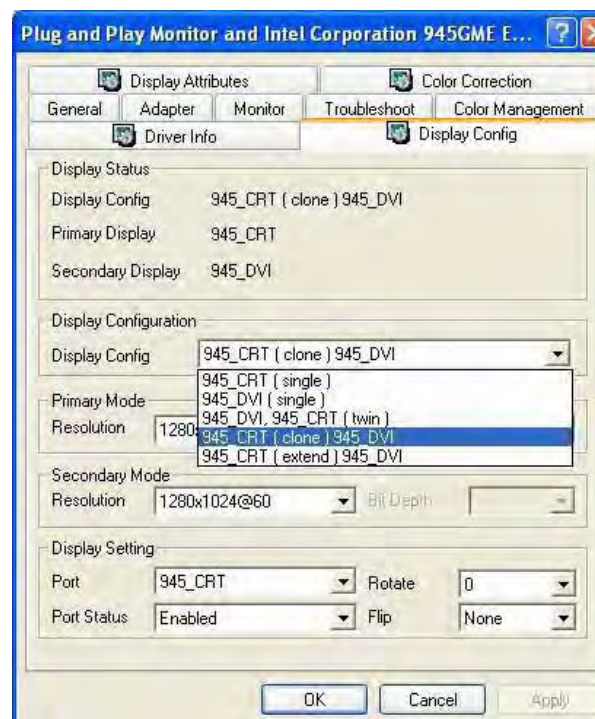 Plug and Play Monitor and Intel Corporation 945GME E... ?
Display Attributes Color Correction
General Adapter Monitor Troubleshoot Color Management
Driver Info Display Config
Display Status
Display Config 945_CRT ( clone ) 945_DVI
Primary Display 945_CRT
Secondary Display 945_DVI
Display Configuration
Display Config 945_CRT ( clone ) 945_DVI
945_CRT ( single )
945_DVI ( single )
945_DVI, 945_CRT ( twin )
945_CRT ( clone ) 945_DVI
945_CRT ( extend ) 945_DVI
Primary Mode
Resolution 1280
Secondary Mode
Resolution 1280x1024@60 Bit Depth
Display Setting
Port 945_CRT Rotate 0
Port Status Enabled Flip None
OK Cancel Apply